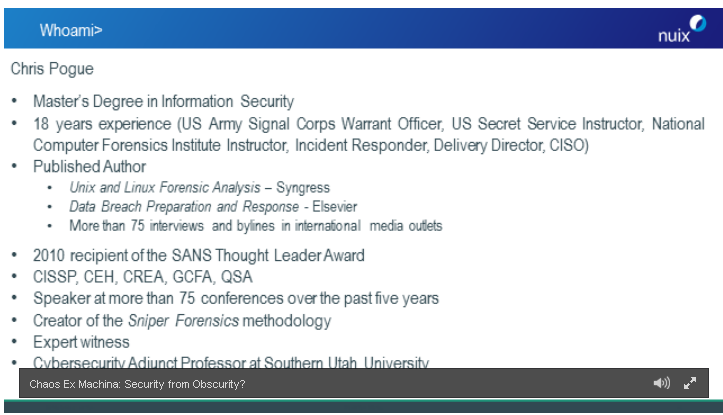 Whoami>
nuix
Chris Pogue
• Master's Degree in Information Security
• 18 years experience (US Army Signal Corps Warrant Officer, US Secret Service Instructor, National
Computer Forensics Institute Instructor, Incident Responder, Delivery Director, CISO)
• Published Author
• Unix and Linux Forensic Analysis – Syngress
• Data Breach Preparation and Response - Elsevier
• More than 75 interviews and bylines in international media outlets
• 2010 recipient of the SANS Thought Leader Award
• CISSP, CEH, CREA, GCFA, QSA
• Speaker at more than 75 conferences over the past five years
• Creator of the Sniper Forensics methodology
• Expert witness
• Cybersecurity Adjunct Professor at Southern Utah University
Chaos Ex Machina: Security from Obscurity?